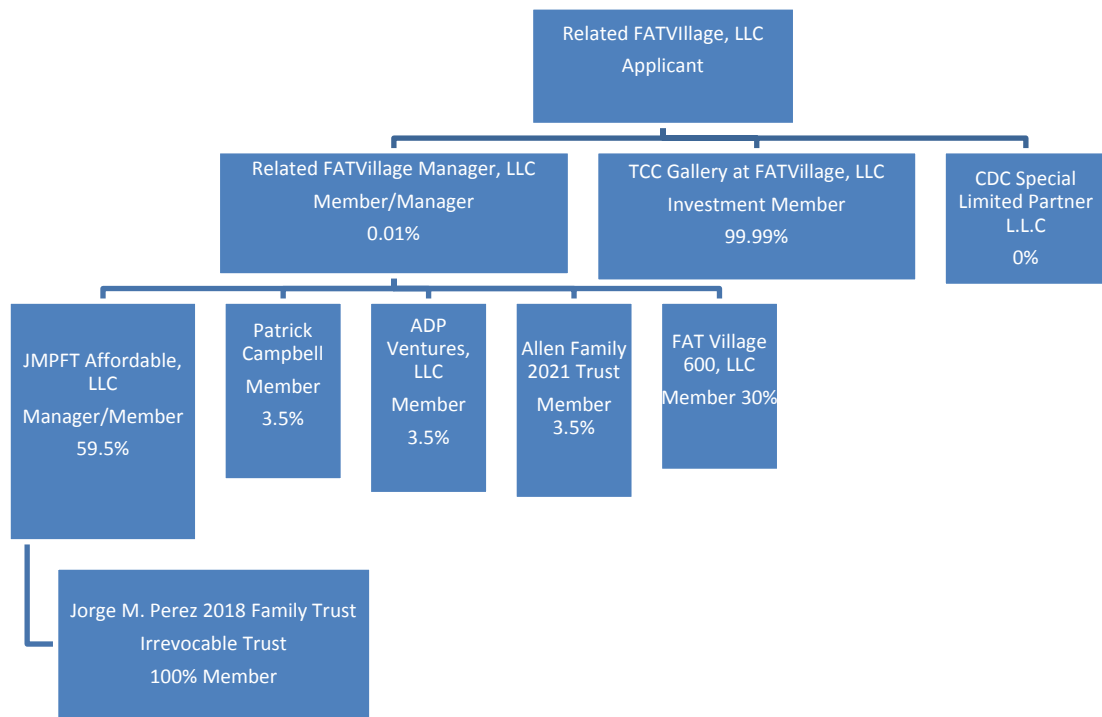 Related FATVIllage, LLC
Applicant
Related FATVillage Manager, LLC
Member/Manager
0.01%
TCC Gallery at FATVillage, LLC
Investment Member
99.99%
CDC Special
Limited Partner
L.L.C
0%
JMPFT Affordable,
LLC
Manager/Member
59.5%
Patrick
Campbell
Member
3.5%
ADP
Ventures,
LLC
Member
3.5%
Allen Family
2021 Trust
Member
3.5%
FAT Village
600, LLC
Member 30%
Jorge M. Perez 2018 Family Trust
Irrevocable Trust
100% Member